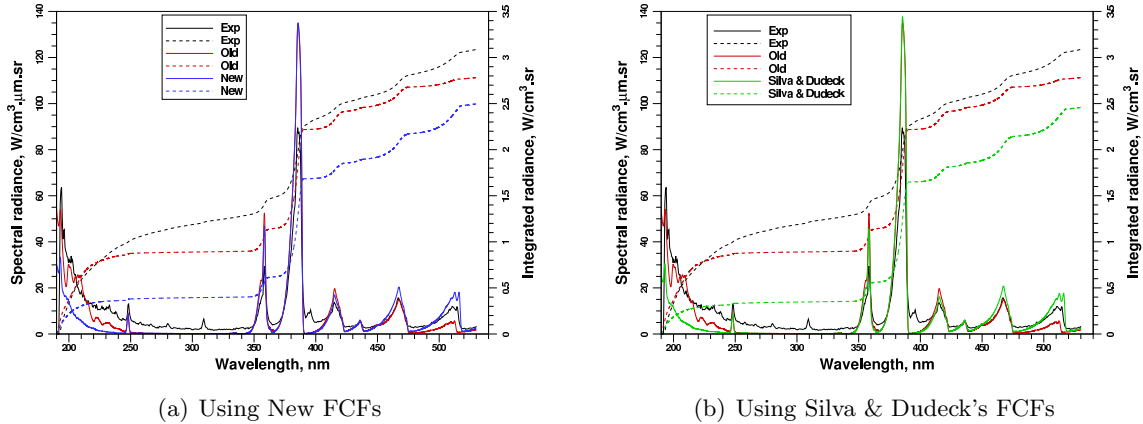 Spectral radiance, W/cm³.μm.sr
140
120
100
80
60
40
20
0
Exp
Exp
Old
Old
New
New
3.5
3
2.5
2
1.5
1
0.5
0
Integrated radiance, W/cm³.sr
200 250 300 350 400 450 500
Wavelength, nm
(a) Using New FCFs
Spectral radiance, W/cm³.μm.sr
140
120
100
80
60
40
20
0
Exp
Exp
Old
Old
Silva & Dudeck
Silva & Dudeck
3.5
3
2.5
2
1.5
1
0.5
0
Integrated radiance, W/cm³.sr
200 250 300 350 400 450 500
Wavelength, nm
(b) Using Silva & Dudeck's FCFs